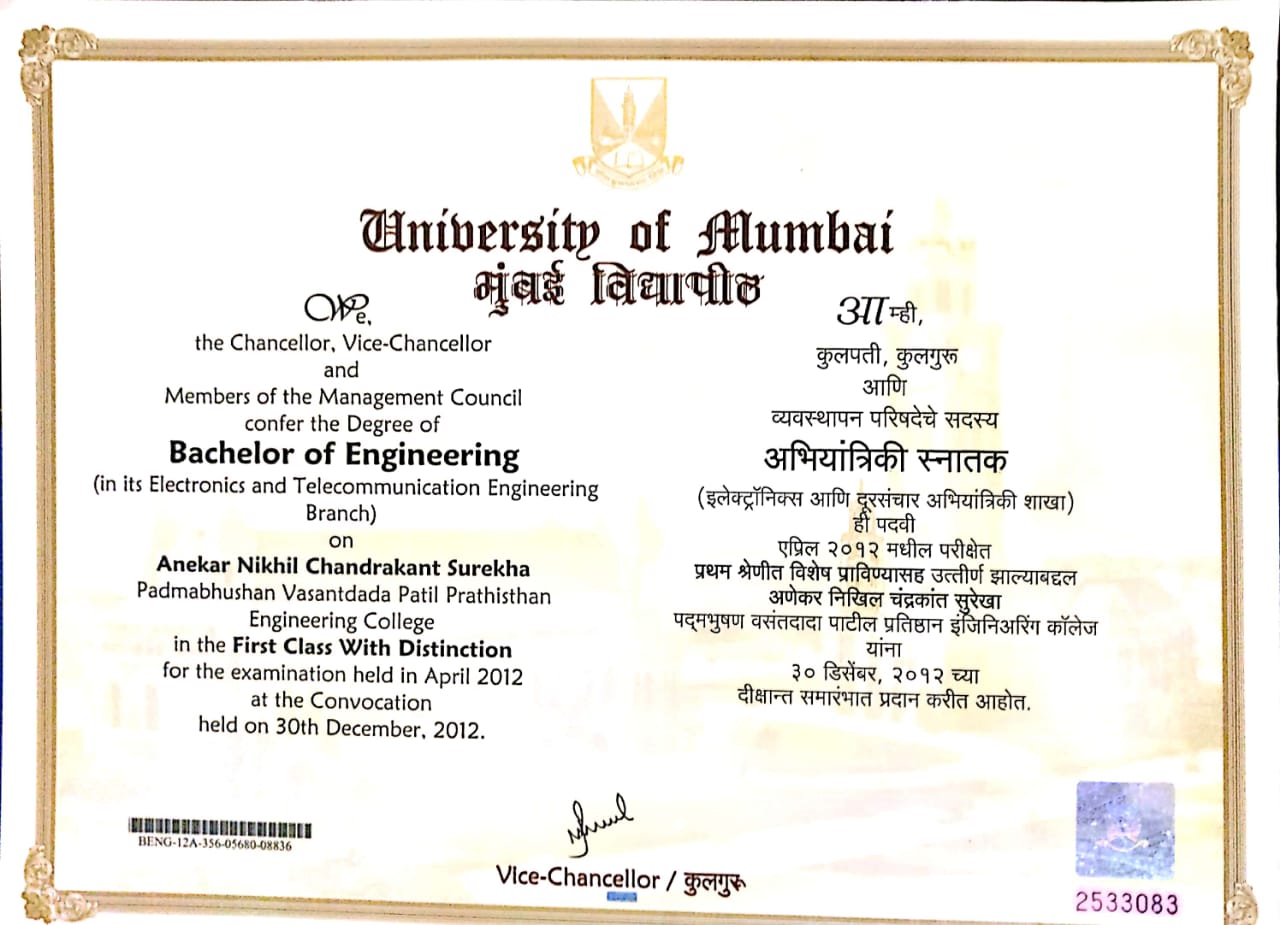 University of Mumbai
मुंबई विद्यापीठ
We,
the Chancellor, Vice-Chancellor
and
Members of the Management Council
confer the Degree of
Bachelor of Engineering
(in its Electronics and Telecommunication Engineering
Branch)
on
Anekar Nikhil Chandrakant Surekha
Padmabhushan Vasantdada Patil Prathisthan
Engineering College
in the First Class With Distinction
for the examination held in April 2012
at the Convocation
held on 30th December, 2012.
आम्ही,
कुलपती, कुलगुरू
आणि
व्यवस्थापन परिषदेचे सदस्य
अभियांत्रिकी स्नातक
(इलेक्ट्रॉनिक्स आणि दूरसंचार अभियांत्रिकी शाखा)
ही पदवी
एप्रिल २०१२ मधील परीक्षेत
प्रथम श्रेणीत विशेष प्राविण्यासह उत्तीर्ण झाल्याबद्दल
अणेकर निखिल चंद्रकांत सुरेखा
पद्मभुषण वसंतदादा पाटील प्रतिष्ठान इंजिनिअरिंग कॉलेज
यांना
३० डिसेंबर, २०१२ च्या
दीक्षान्त समारंभात प्रदान करीत आहोत.
BENG-12A-356-05680-08836
Vice-Chancellor / कुलगुरू
2533083